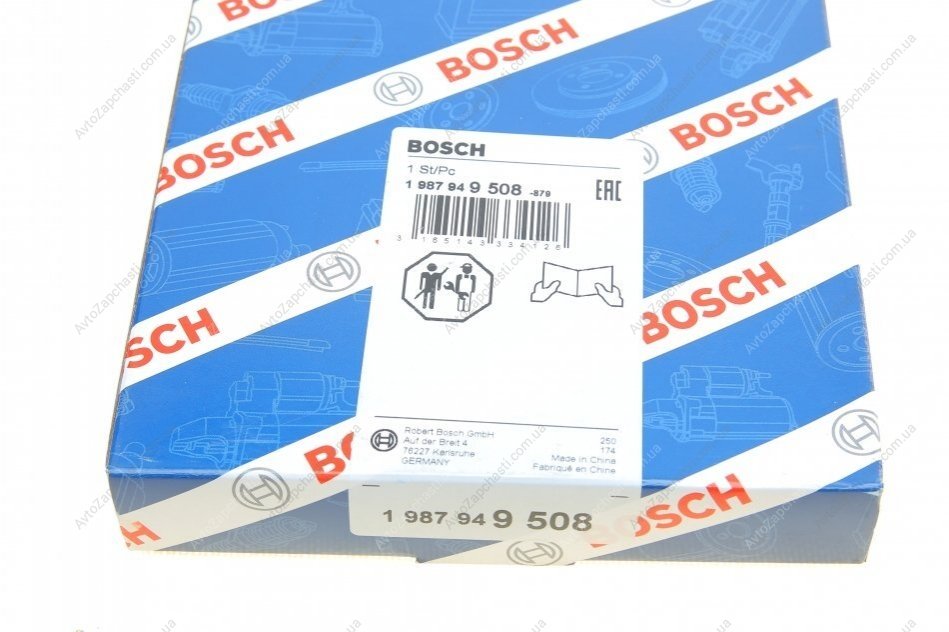 BOSCH
BOSCH
BOSCH
BOSCH
1 St/Pc
1 987 94 9 508 -879
EAC
3 165143 334126
BOSCH
SCH
Robert Bosch GmbH
Auf der Breit 4
76227 Karlsruhe
GERMANY
250
174
Made in China
Fabriqué en Chine
B
BOSCH
H
1 987 94 9 508
AvtoZapchasti.com.ua